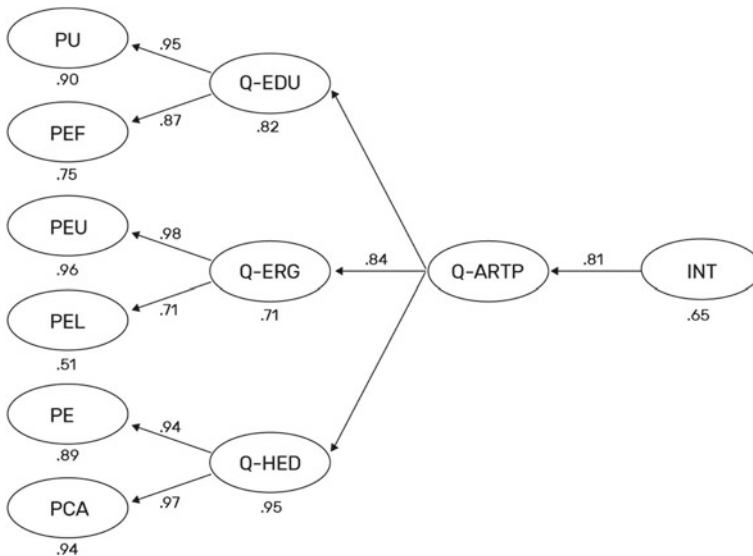 PU
.90
.95
Q-EDU
.82
.87
PEF
.75
PEU
.96
.98
Q-ERG
.71
.71
PEL
.51
.84
Q-ARTP
.81
INT
.65
PE
.89
.94
Q-HED
.95
.97
PCA
.94